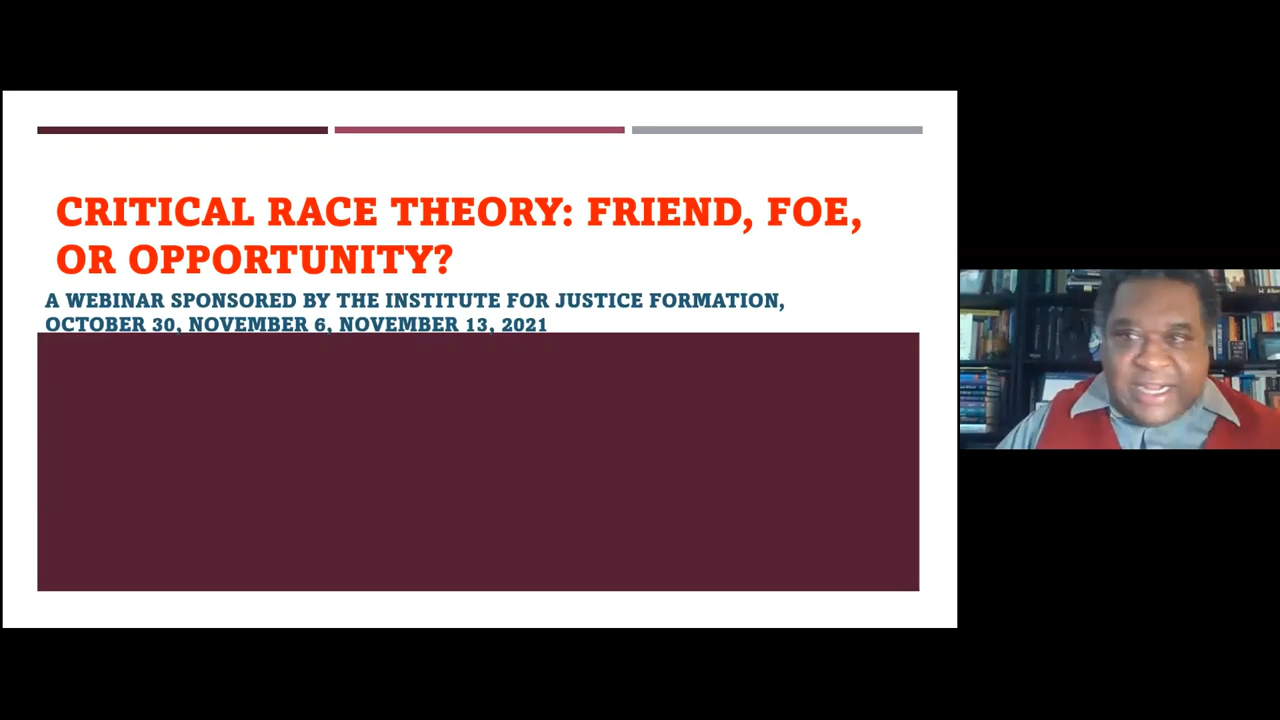 CRITICAL RACE THEORY: FRIEND, FOE,
OR OPPORTUNITY?
A WEBINAR SPONSORED BY THE INSTITUTE FOR JUSTICE FORMATION,
OCTOBER 30, NOVEMBER 6, NOVEMBER 13, 2021